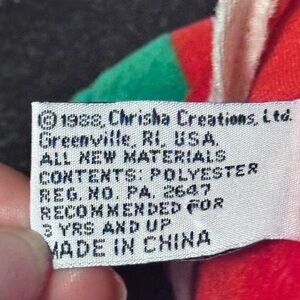 © 1988, Chrisha Creations, Ltd.
Greenville, RI, USA.
ALL NEW MATERIALS
CONTENTS: POLYESTER
REG. NO. PA. 2647
RECOMMENDED FOR
3 YRS AND UP
MADE IN CHINA